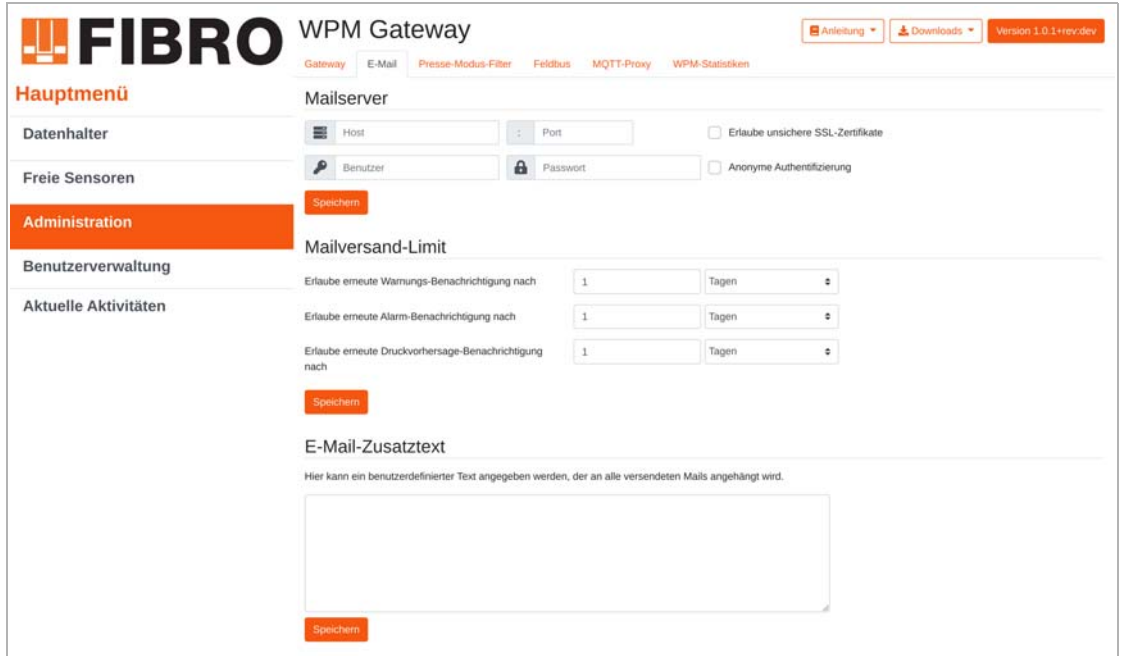 FIBRO
WPM Gateway
Anleitung
Downloads
Version 1.0.1+rev:dev
Gateway
E-Mail
Presse-Modus-Filter
Feldbus
MQTT-Proxy
WPM-Statistiken
Hauptmenü
Datenhalter
Freie Sensoren
Administration
Benutzerverwaltung
Aktuelle Aktivitäten
Mailserver
Host
:
Port
Erlaube unsichere SSL-Zertifikate
Benutzer
Passwort
Anonyme Authentifizierung
Speichern
Mailversand-Limit
Erlaube erneute Warnungs-Benachrichtigung nach
1
Tagen
Erlaube erneute Alarm-Benachrichtigung nach
1
Tagen
Erlaube erneute Druckvorhersage-Benachrichtigung
nach
1
Tagen
Speichern
E-Mail-Zusatztext
Hier kann ein benutzerdefinierter Text angegeben werden, der an alle versendeten Mails angehängt wird.
Speichern